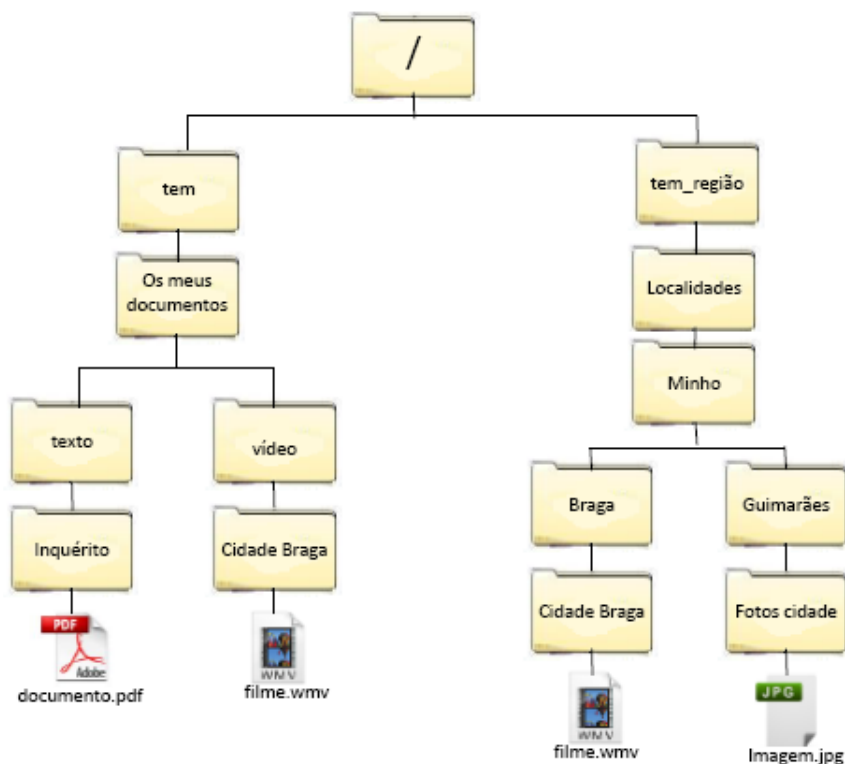 /
tem
tem_região
Os meus
documentos
Localidades
Minho
texto
vídeo
Braga
Guimarães
Inquérito
Cidade Braga
Cidade Braga
Fotos cidade
PDF
Adobe
documento.pdf
WMV
filme.wmv
WMV
filme.wmv
JPG
Imagem.jpg